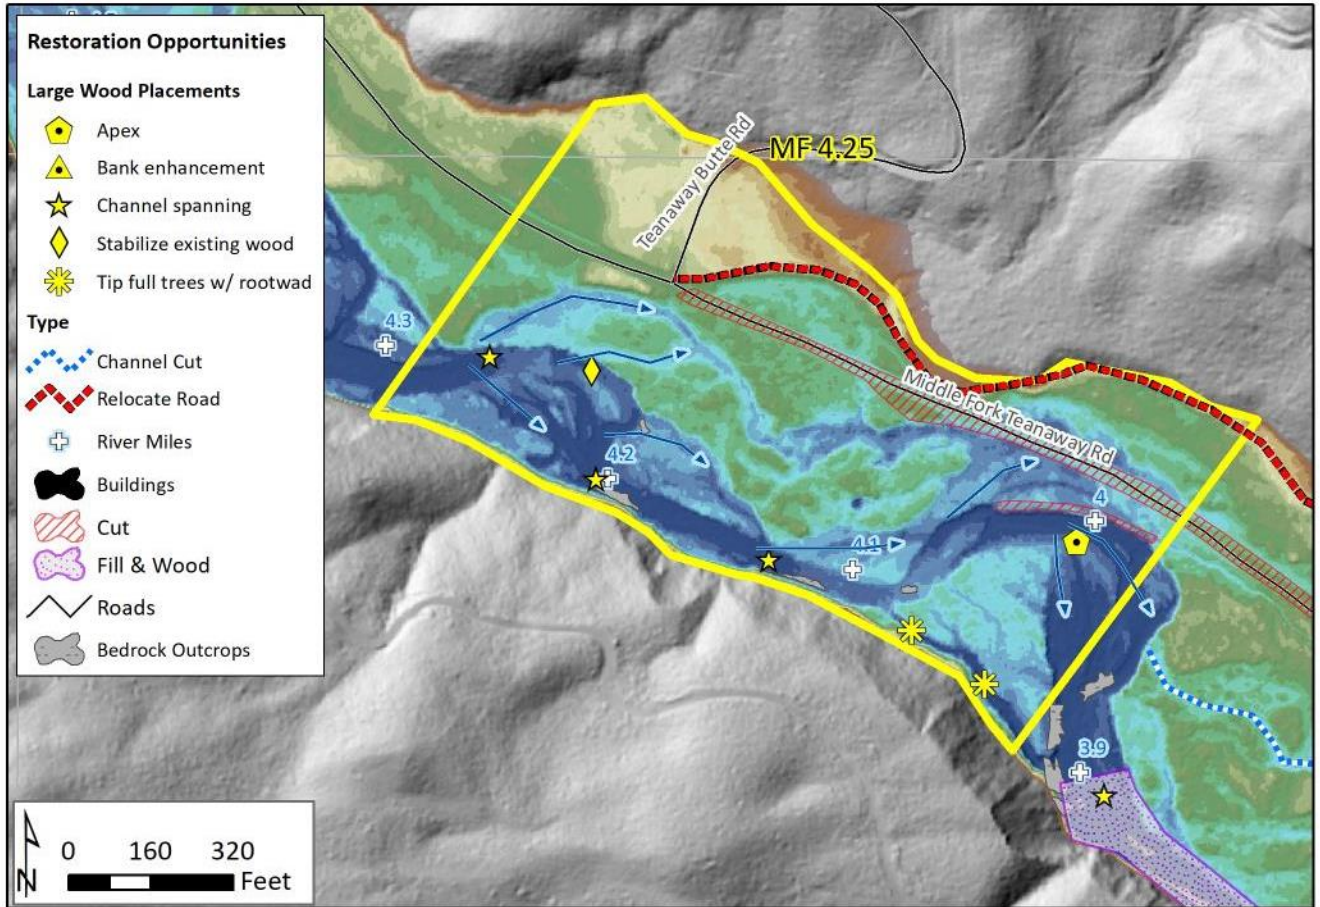 Restoration Opportunities
Large Wood Placements
Apex
Bank enhancement
Channel spanning
Stabilize existing wood
Tip full trees w/ rootwad
Type
Channel Cut
Relocate Road
River Miles
Buildings
Cut
Fill & Wood
Roads
Bedrock Outcrops
MF 4.25
Teanaway Butte Rd
4.3
Middle Fork Teanaway Rd
4.2
4
4.1
3.9
N
0 160 320
Feet